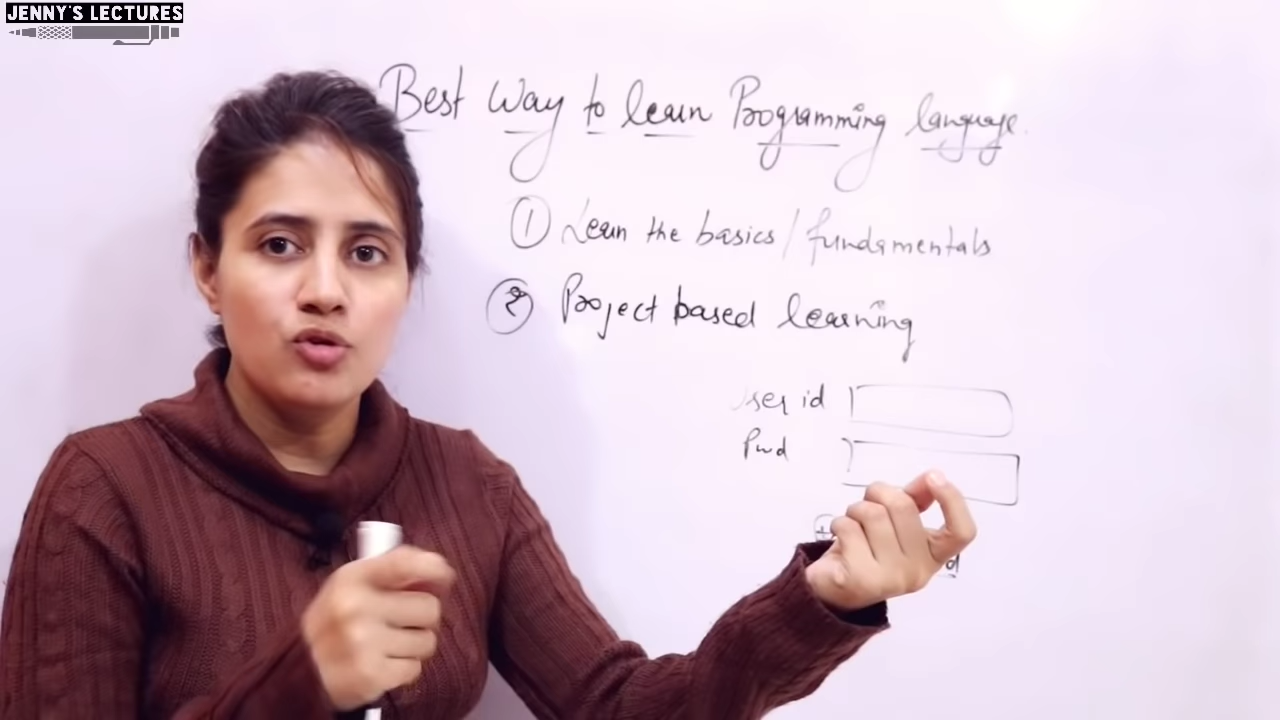 JENNY'S LECTURES
Best Way to learn Programming language.
① Learn the basics / fundamentals
② Project based learning
User id
Pwd